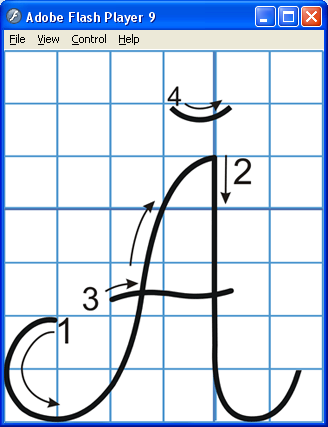 Adobe Flash Player 9
File View Control Help
4
2
3
1
Ă